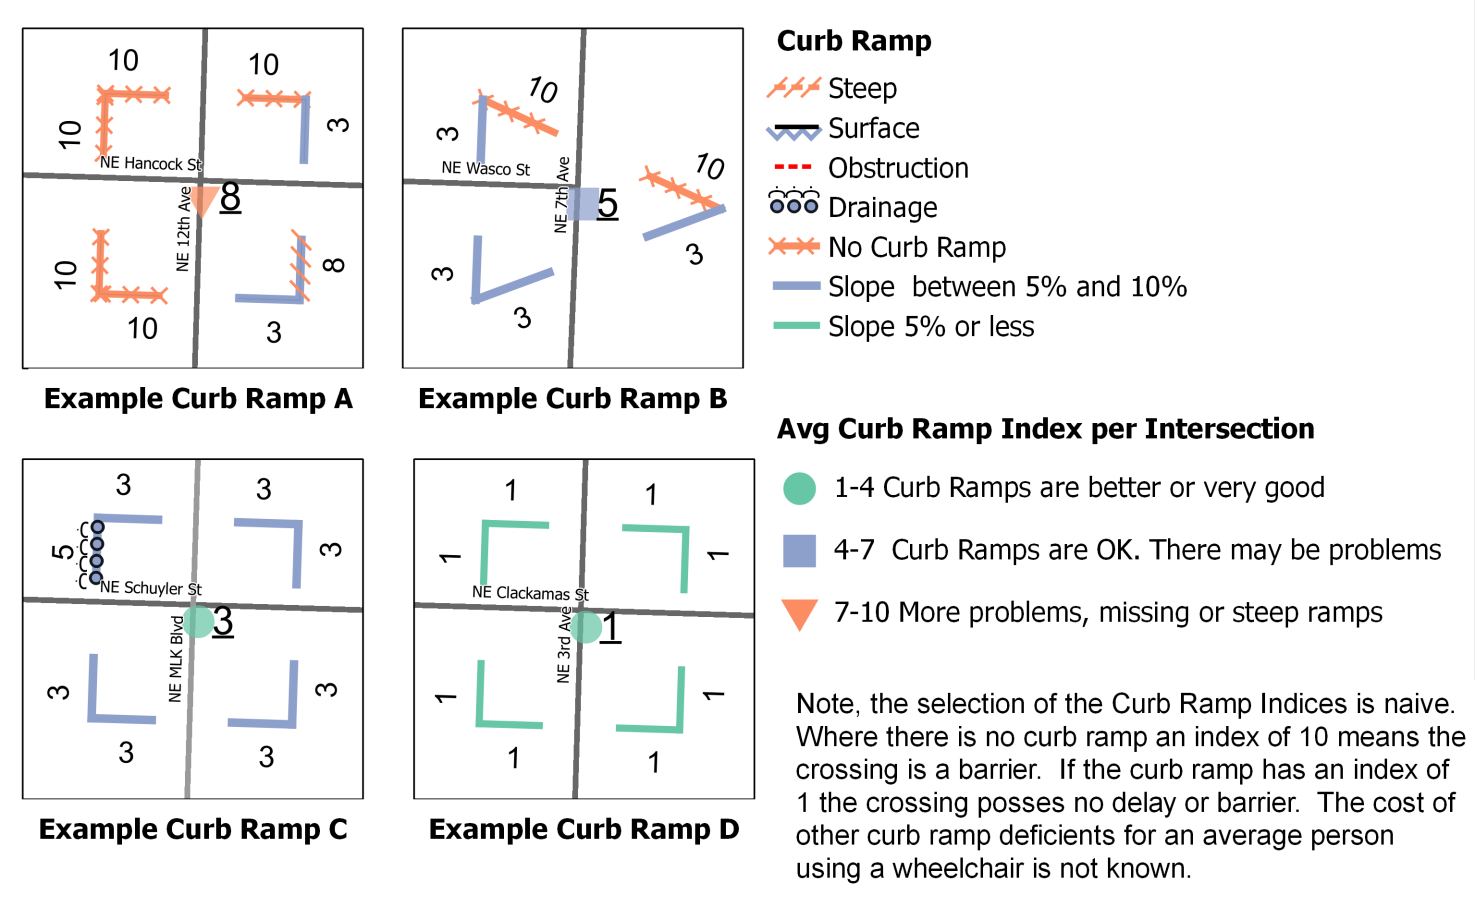 10
10
10
3
NE Hancock St
NE 12th Ave
8
10
10
8
3
Example Curb Ramp A
10
3
NE Wasco St
NE 7th Ave
5
10
3
3
3
Example Curb Ramp B
Curb Ramp
Steep
Surface
Obstruction
Drainage
No Curb Ramp
Slope between 5% and 10%
Slope 5% or less
3
3
5
3
NE Schuyler St
NE MLK Blvd
3
3
3
3
3
Example Curb Ramp C
1
1
1
1
NE Clackamas St
NE 3rd Ave
1
1
1
1
1
Example Curb Ramp D
Avg Curb Ramp Index per Intersection
1-4 Curb Ramps are better or very good
4-7 Curb Ramps are OK. There may be problems
7-10 More problems, missing or steep ramps
Note, the selection of the Curb Ramp Indices is naive.
Where there is no curb ramp an index of 10 means the
crossing is a barrier. If the curb ramp has an index of
1 the crossing posses no delay or barrier. The cost of
other curb ramp deficients for an average person
using a wheelchair is not known.